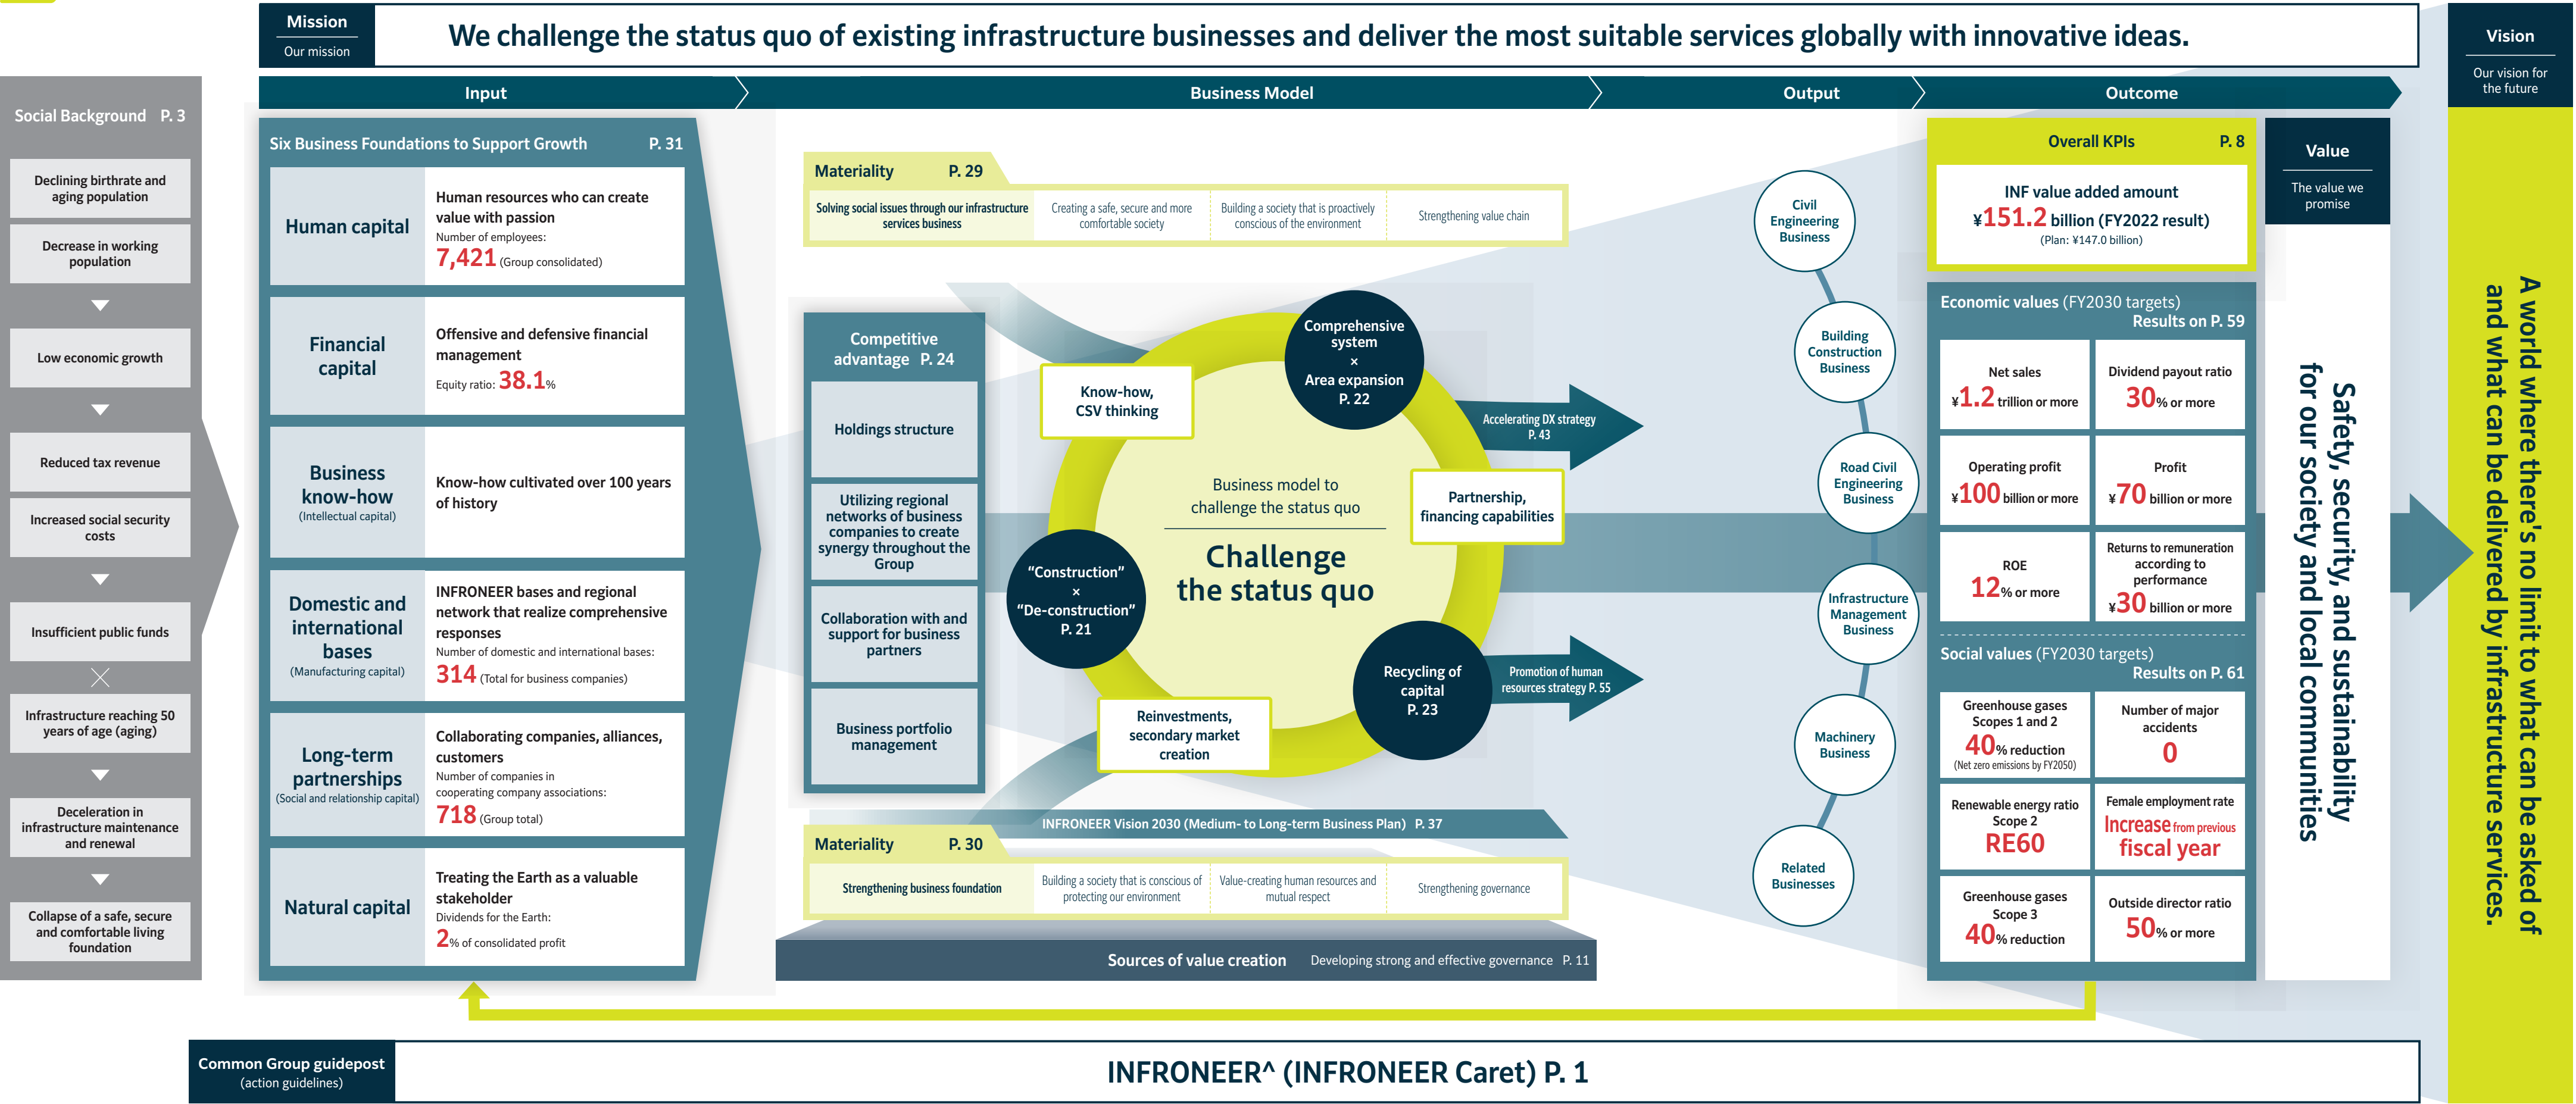 Mission
Our mission
We challenge the status quo of existing infrastructure businesses and deliver the most suitable services globally with innovative ideas.
Vision
Our vision for
the future
Social Background P. 3
Declining birthrate and
aging population
Decrease in working
population
Low economic growth
Reduced tax revenue
Increased social security
costs
Insufficient public funds
Infrastructure reaching 50
years of age (aging)
Deceleration in
infrastructure maintenance
and renewal
Collapse of a safe, secure
and comfortable living
foundation
Input
Business Model
Output
Outcome
Six Business Foundations to Support Growth P. 31
Human capital
Human resources who can create
value with passion
Number of employees:
7,421 (Group consolidated)
Financial
capital
Offensive and defensive financial
management
Equity ratio: 38.1%
Business
know-how
(Intellectual capital)
Know-how cultivated over 100 years
of history
Domestic and
international
bases
(Manufacturing capital)
INFRONEER bases and regional
network that realize comprehensive
responses
Number of domestic and international bases:
314 (Total for business companies)
Long-term
partnerships
(Social and relationship capital)
Collaborating companies, alliances,
customers
Number of companies in
cooperating company associations:
718 (Group total)
Natural capital
Treating the Earth as a valuable
stakeholder
Dividends for the Earth:
2% of consolidated profit
Materiality P. 29
Solving social issues through our infrastructure
services business
Creating a safe, secure and more
comfortable society
Building a society that is proactively
conscious of the environment
Strengthening value chain
Competitive
advantage P. 24
Holdings structure
Utilizing regional
networks of business
companies to create
synergy throughout the
Group
Collaboration with and
support for business
partners
Business portfolio
management
Know-how,
CSV thinking
Comprehensive
system
×
Area expansion
P. 22
Accelerating DX strategy
P. 43
Partnership,
financing capabilities
Business model to
challenge the status quo
Challenge
the status quo
“Construction”
×
“De-construction”
P. 21
Recycling of
capital
P. 23
Promotion of human
resources strategy P. 55
Reinvestments,
secondary market
creation
INFRONEER Vision 2030 (Medium- to Long-term Business Plan) P. 37
Materiality P. 30
Strengthening business foundation
Building a society that is conscious of
protecting our environment
Value-creating human resources and
mutual respect
Strengthening governance
Sources of value creation Developing strong and effective governance P. 11
Civil
Engineering
Business
Building
Construction
Business
Road Civil
Engineering
Business
Infrastructure
Management
Business
Machinery
Business
Related
Businesses
Overall KPIs P. 8
INF value added amount
¥151.2 billion (FY2022 result)
(Plan: ¥147.0 billion)
Economic values (FY2030 targets)
Results on P. 59
Net sales
¥1.2 trillion or more
Dividend payout ratio
30% or more
Operating profit
¥100 billion or more
Profit
¥70 billion or more
ROE
12% or more
Returns to remuneration
according to
performance
¥30 billion or more
Social values (FY2030 targets)
Results on P. 61
Greenhouse gases
Scopes 1 and 2
40% reduction
(Net zero emissions by FY2050)
Number of major
accidents
0
Renewable energy ratio
Scope 2
RE60
Female employment rate
Increase from previous
fiscal year
Greenhouse gases
Scope 3
40% reduction
Outside director ratio
50% or more
Value
The value we
promise
Safety, security, and sustainability
for our society and local communities
A world where there's no limit to what can be asked of
and what can be delivered by infrastructure services.
Common Group guidepost
(action guidelines)
INFRONEER^ (INFRONEER Caret) P. 1